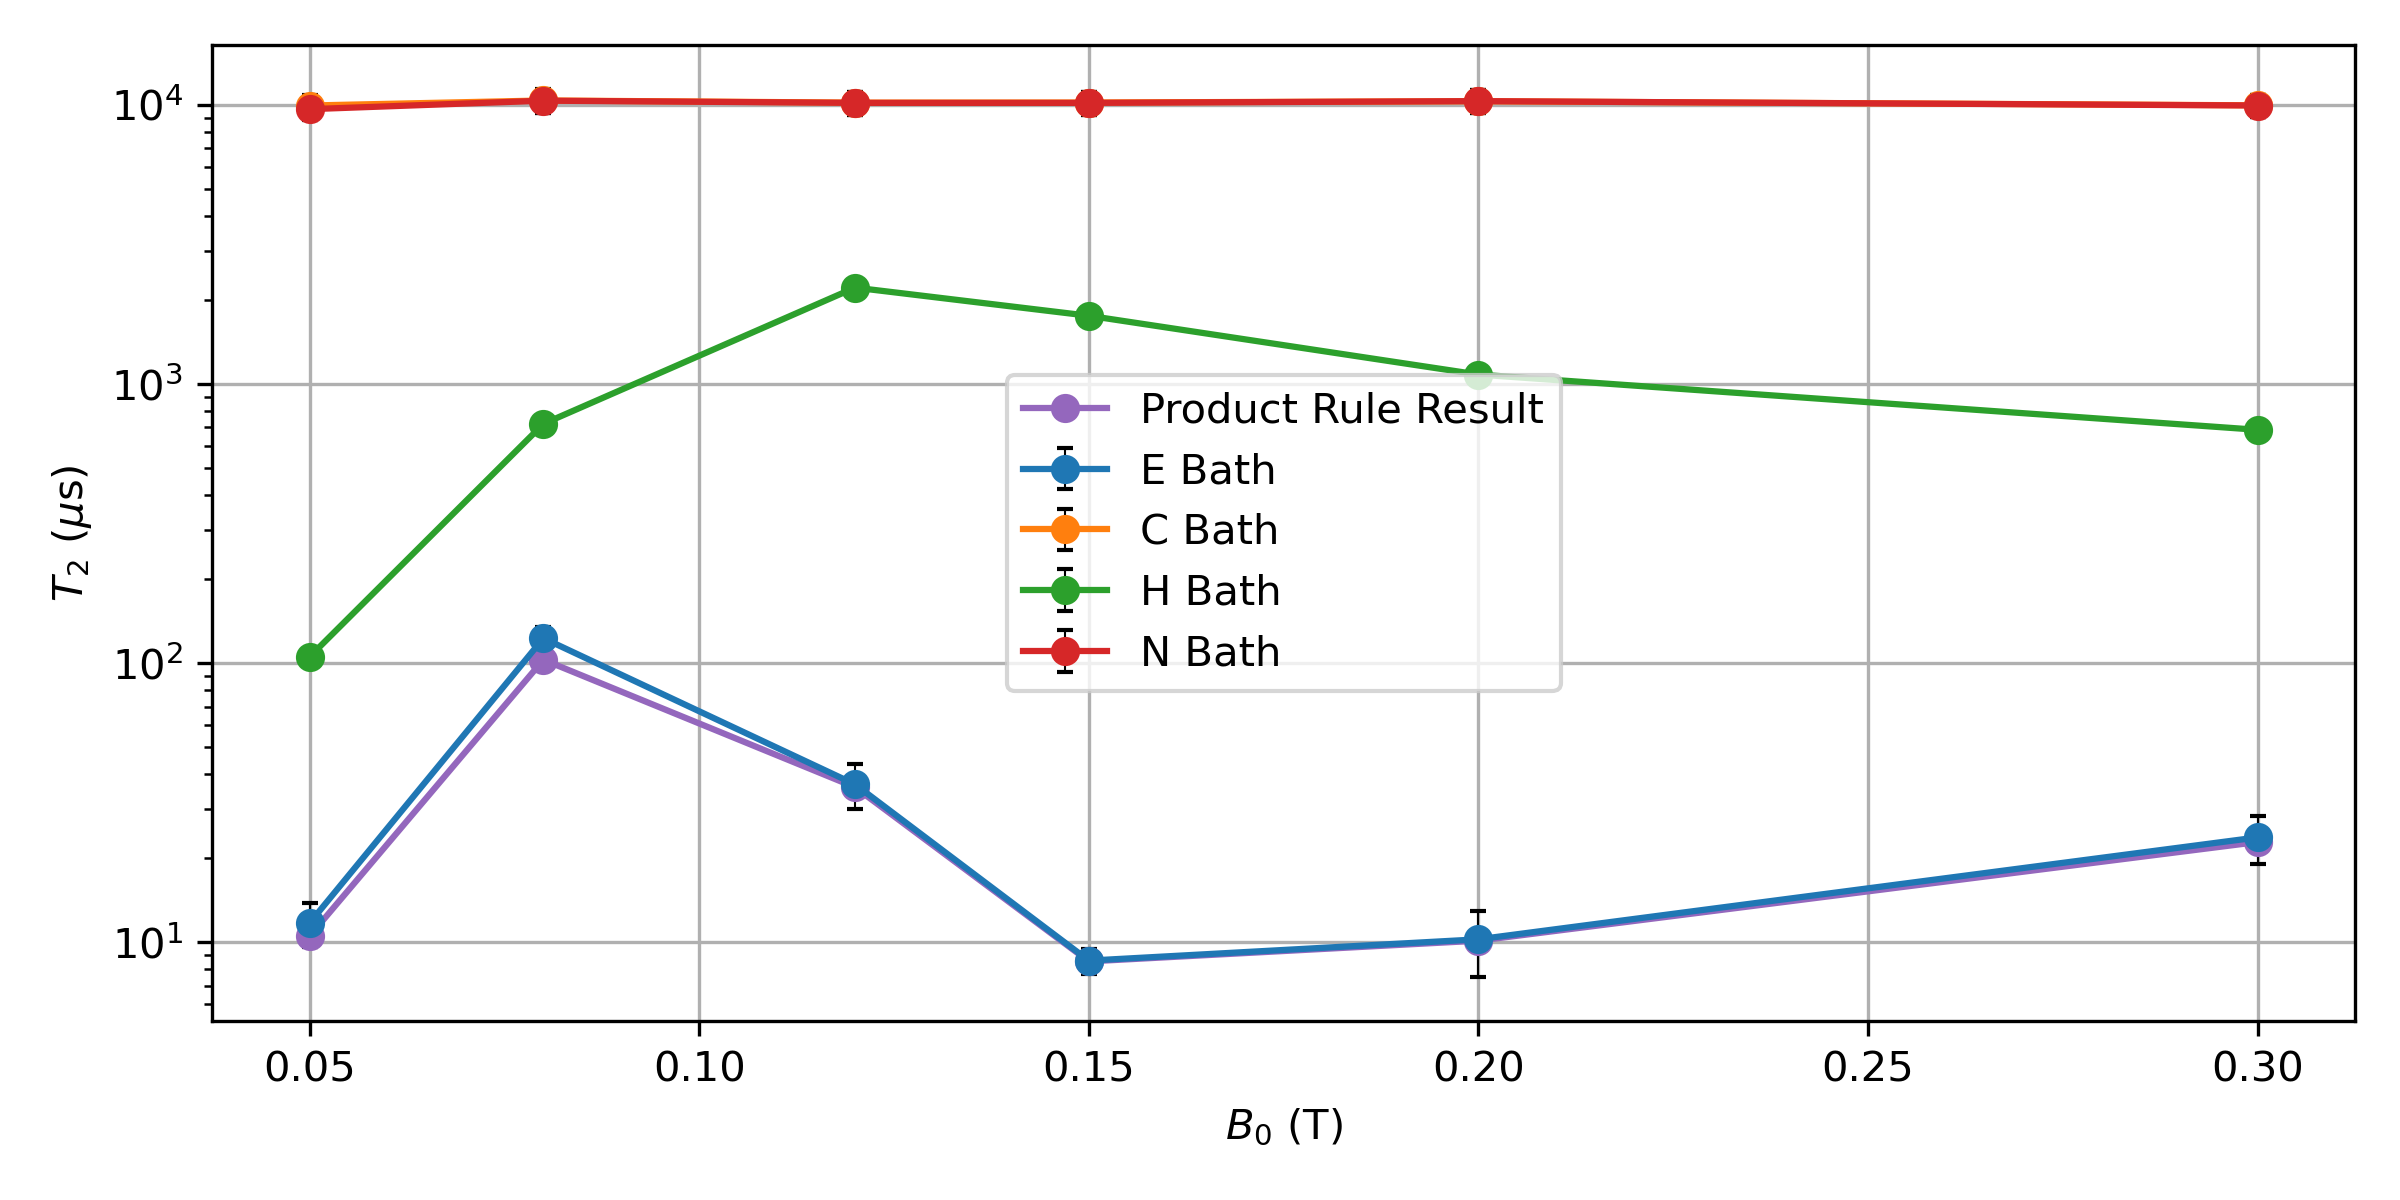 10⁴
10³
10²
10¹
T₂ (μs)
Product Rule Result
E Bath
C Bath
H Bath
N Bath
0.05 0.10 0.15 0.20 0.25 0.30
B₀ (T)